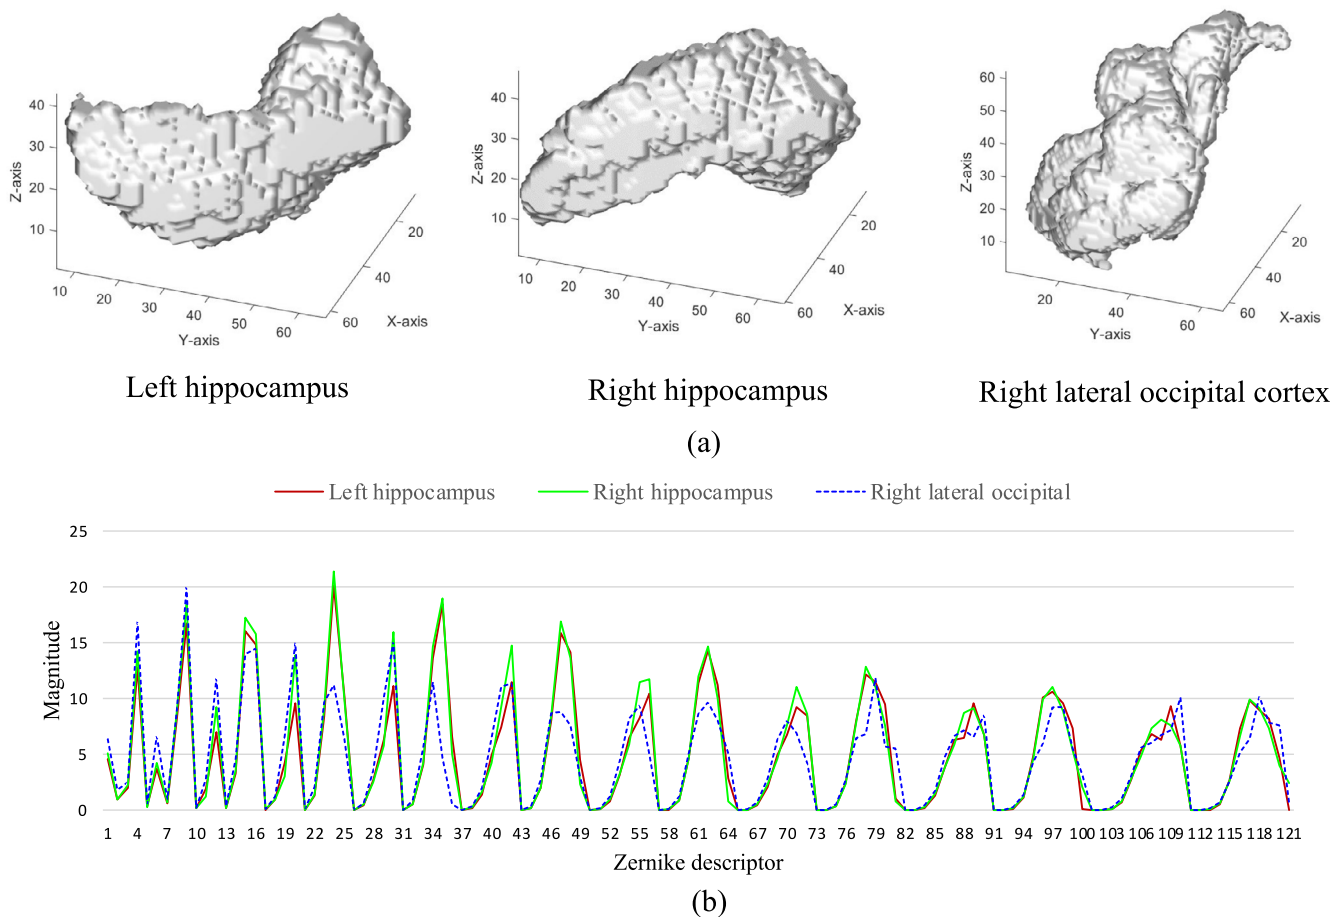 40
30
20
10
Z-axis
10
20
30
40
50
60
Y-axis
20
40
60
X-axis
Left hippocampus
40
30
20
10
Z-axis
10
20
30
40
50
60
Y-axis
20
40
60
X-axis
Right hippocampus
60
50
40
30
20
10
Z-axis
20
40
60
Y-axis
20
40
60
X-axis
Right lateral occipital cortex
(a)
Left hippocampus Right hippocampus Right lateral occipital
25
20
15
10
5
0
Magnitude
1 4 7 10 13 16 19 22 25 28 31 34 37 40 43 46 49 52 55 58 61 64 67 70 73 76 79 82 85 88 91 94 97 100 103 106 109 112 115 118 121
Zernike descriptor
(b)